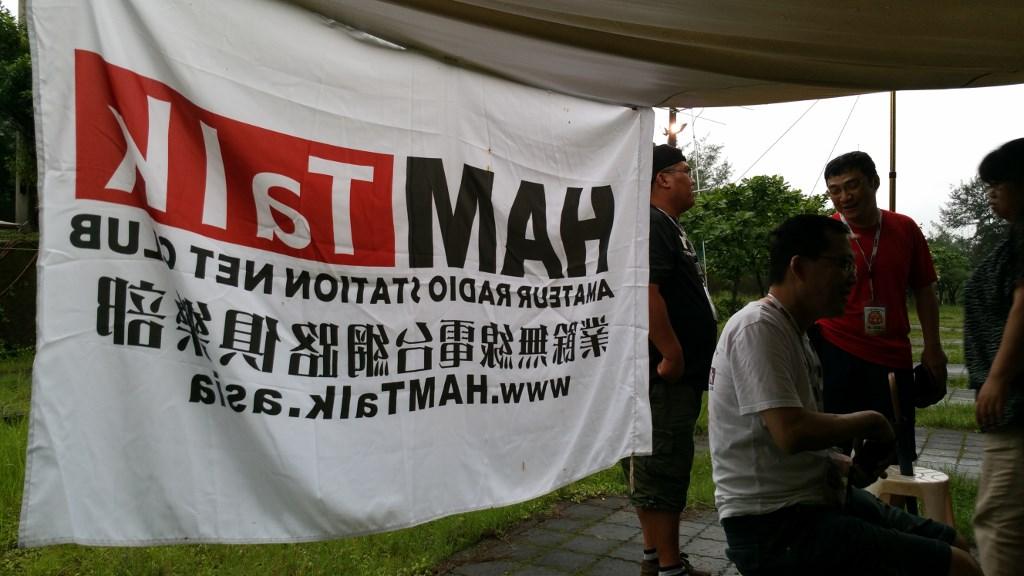 HAMTalk
AMATEUR RADIO STATION NET CLUB
業餘無線電台網路俱樂部
www.HAMTalk.asia